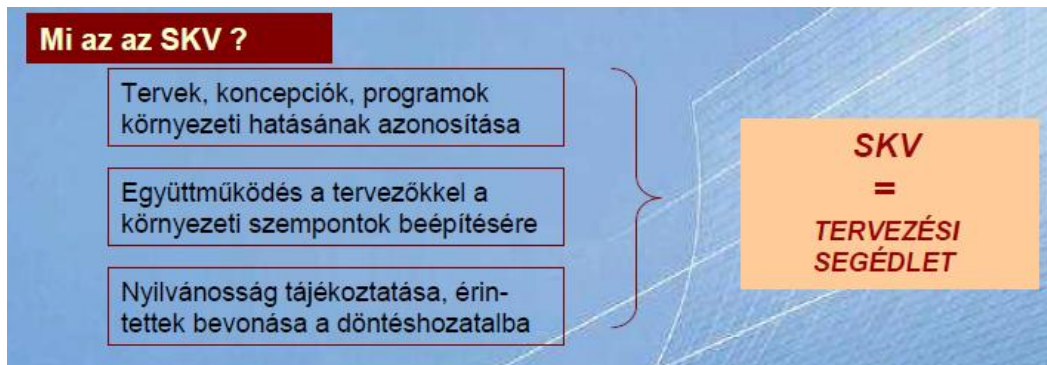 Mi az az SKV ?
Tervek, koncepciók, programok
környezeti hatásának azonosítása
Együttműködés a tervezőkkel a
környezeti szempontok beépítésére
Nyilvánosság tájékoztatása, érin-
tettek bevonása a döntéshozatalba
SKV
=
TERVEZÉSI
SEGÉDLET